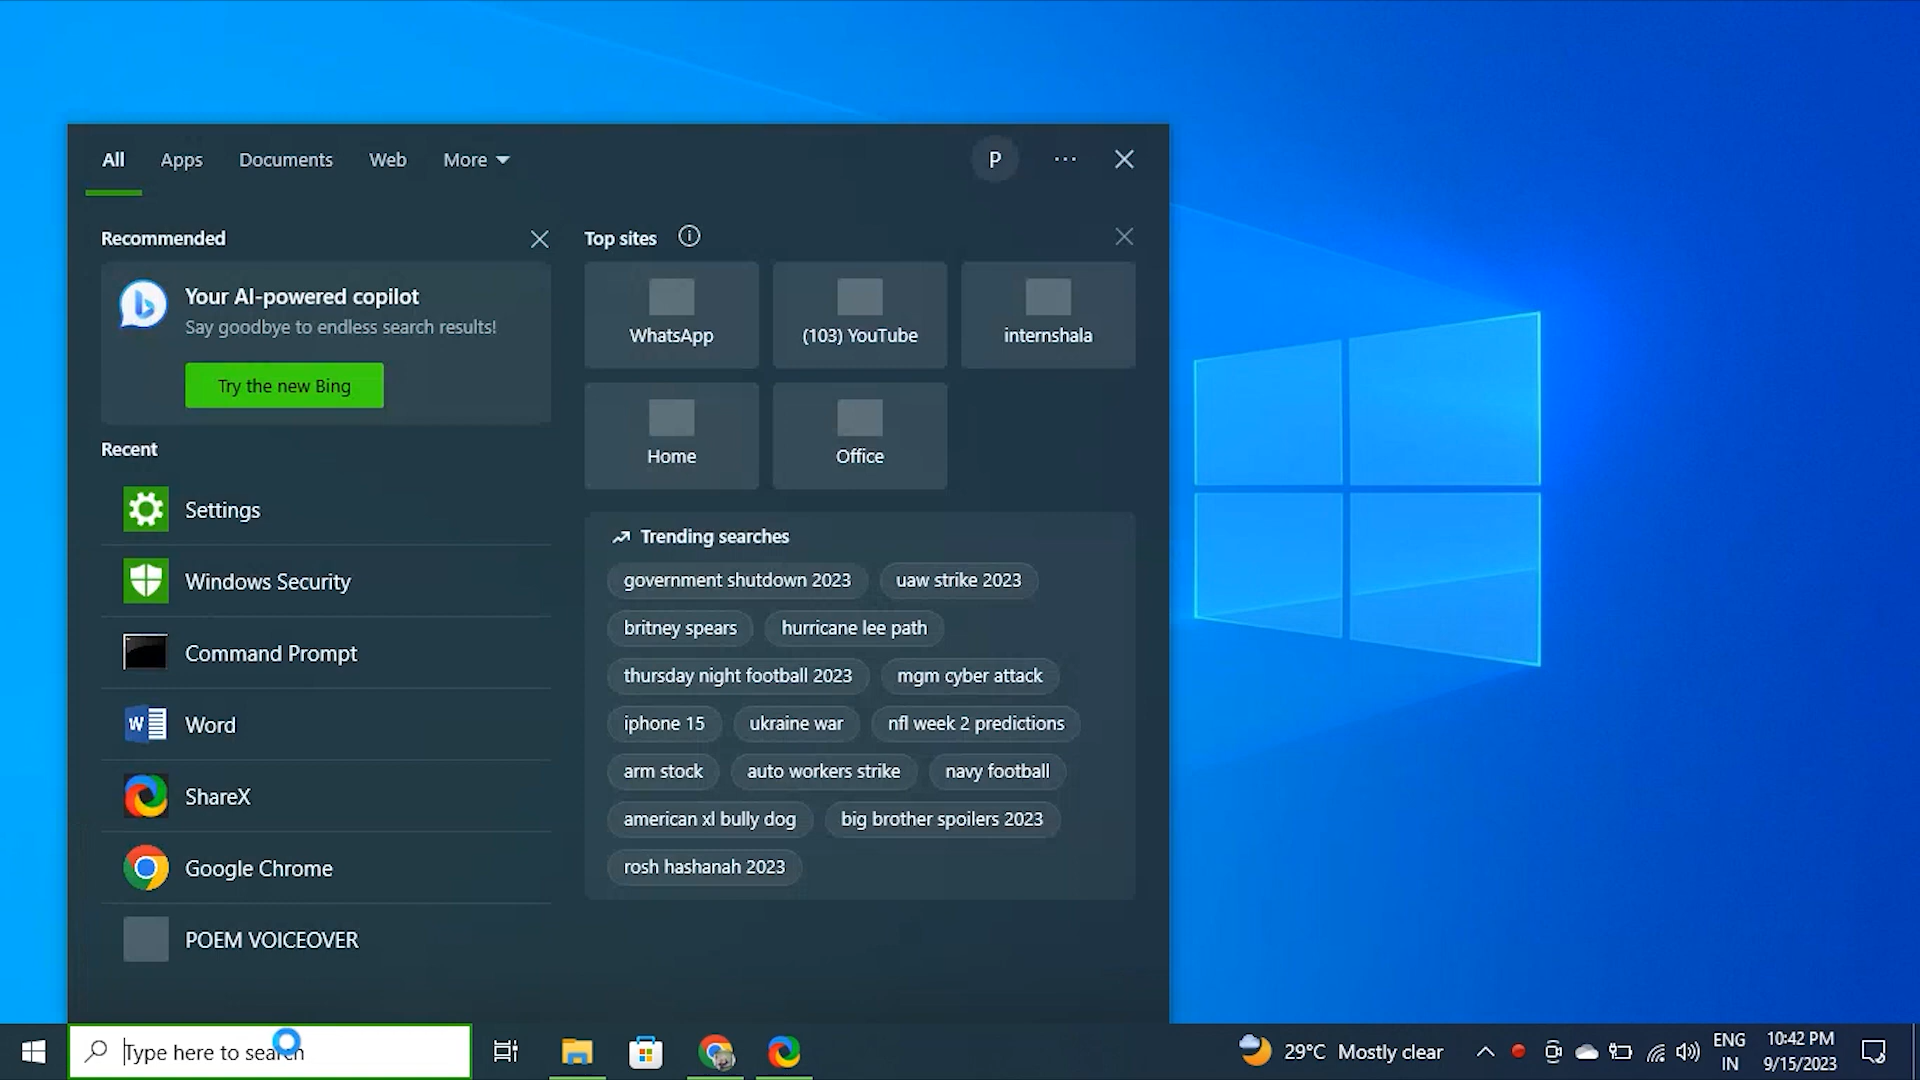 All Apps Documents Web More P
Recommended
Your AI-powered copilot
Say goodbye to endless search results!
Try the new Bing
Recent
Settings
Windows Security
Command Prompt
Word
ShareX
Google Chrome
POEM VOICEOVER
Top sites
WhatsApp (103) YouTube internshala
Home Office
Trending searches
government shutdown 2023 uaw strike 2023
britney spears hurricane lee path
thursday night football 2023 mgm cyber attack
iphone 15 ukraine war nfl week 2 predictions
arm stock auto workers strike navy football
american xl bully dog big brother spoilers 2023
rosh hashanah 2023
Type here to search
29°C Mostly clear
ENG
IN
10:42 PM
9/15/2023